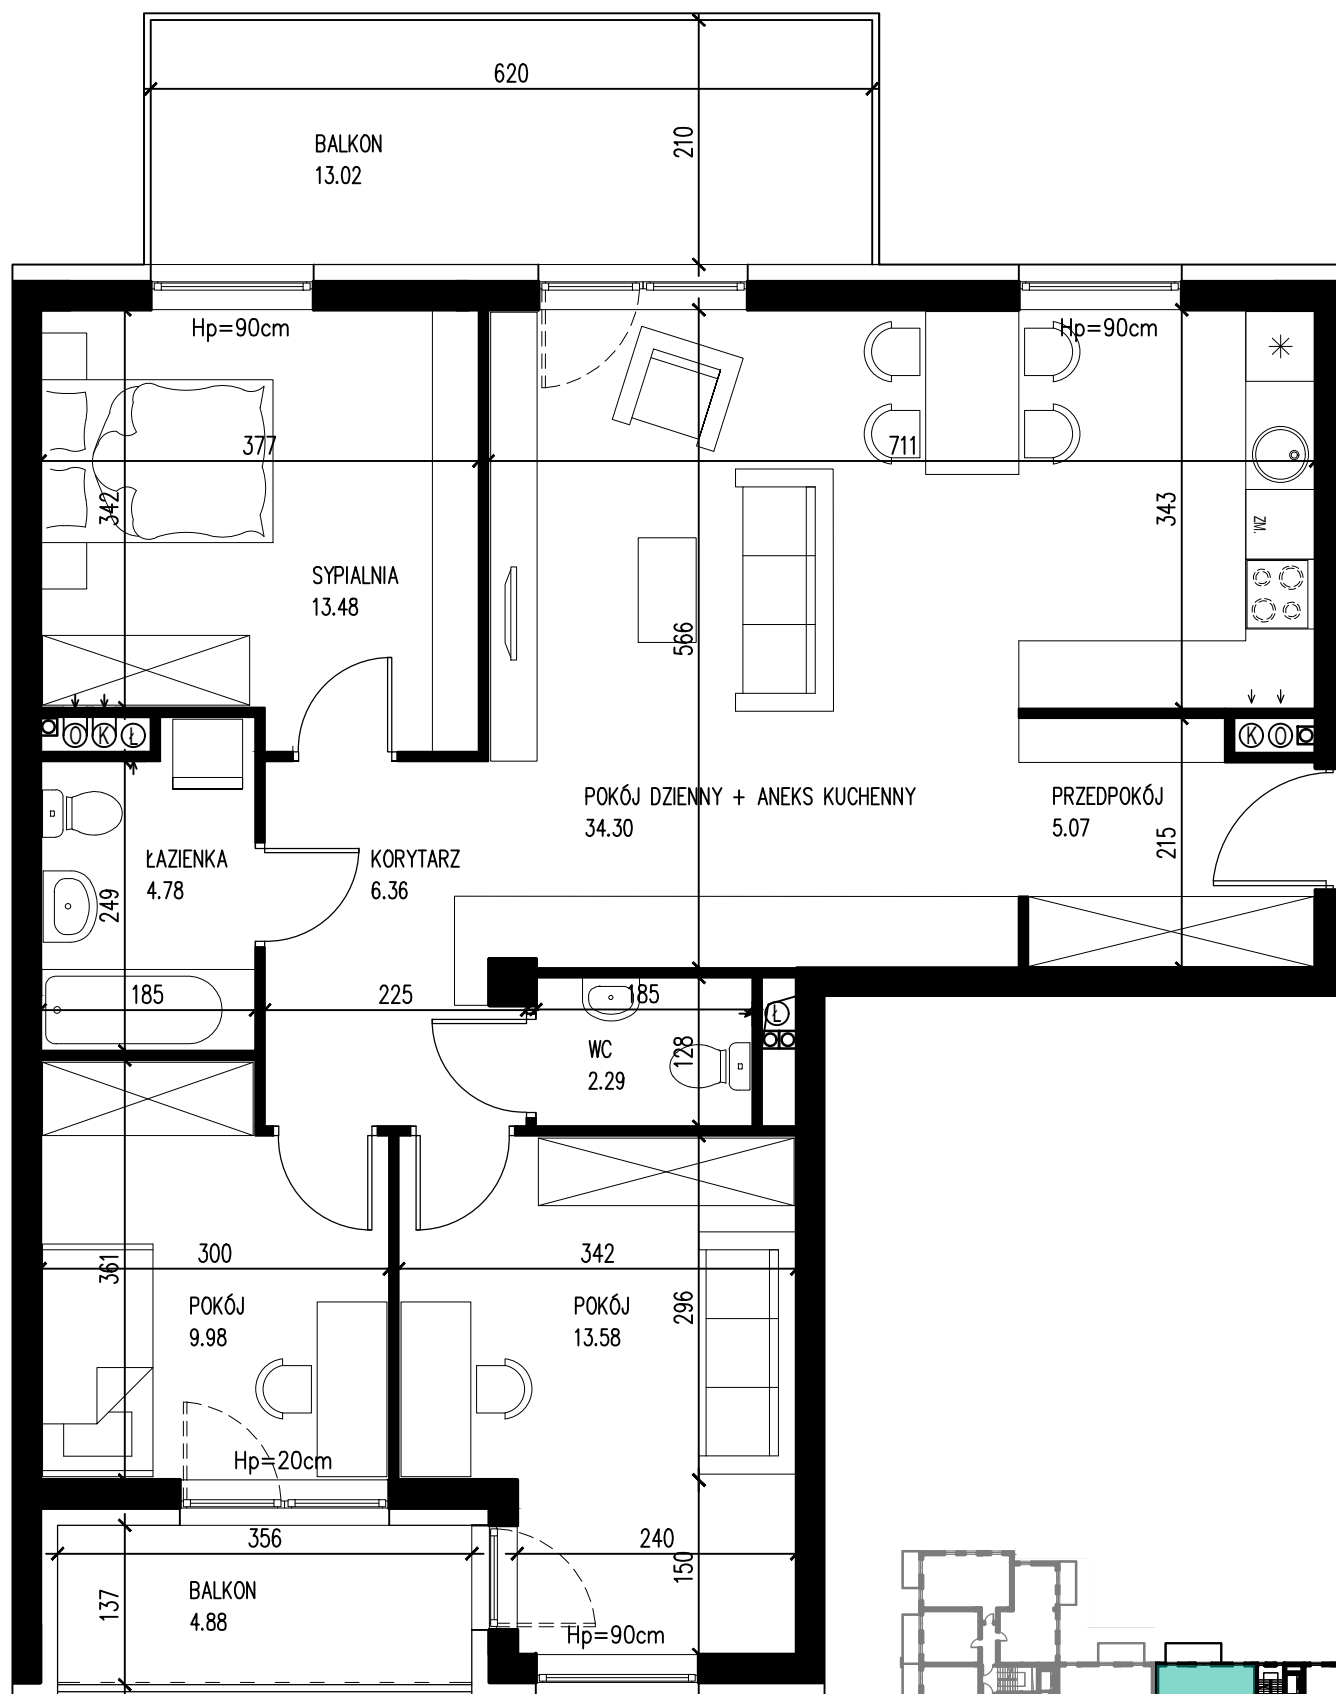 620
BALKON
13.02
210
Hp=90cm
Hp=90cm
377
711
342
343
ZM.
SYPIALNIA
13.48
566
O K Ł
K O
POKÓJ DZIENNY + ANEKS KUCHENNY
34.30
PRZEDPOKÓJ
5.07
215
ŁAZIENKA
4.78
KORYTARZ
6.36
249
185
225
185
Ł
WC
2.29
128
300
342
361
296
POKÓJ
9.98
POKÓJ
13.58
Hp=20cm
356
240
150
BALKON
4.88
137
Hp=90cm